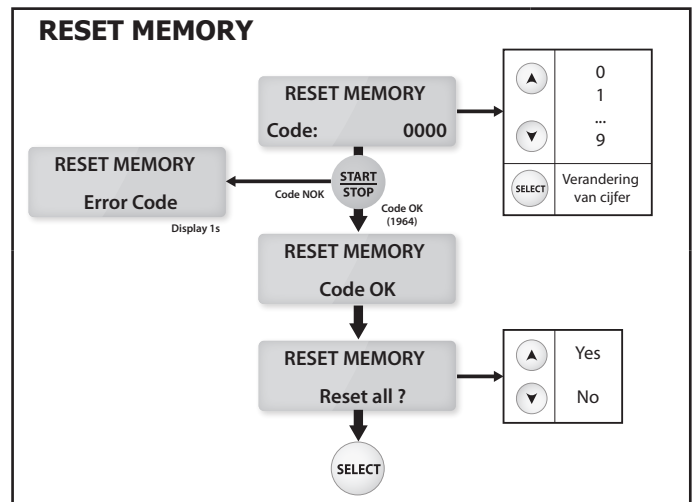 RESET MEMORY
RESET MEMORY
Code: 0000
0
1
...
9
SELECT
Verandering
van cijfer
START
STOP
Code NOK
RESET MEMORY
Error Code
Display 1s
Code OK
(1964)
RESET MEMORY
Code OK
RESET MEMORY
Reset all ?
Yes
No
SELECT